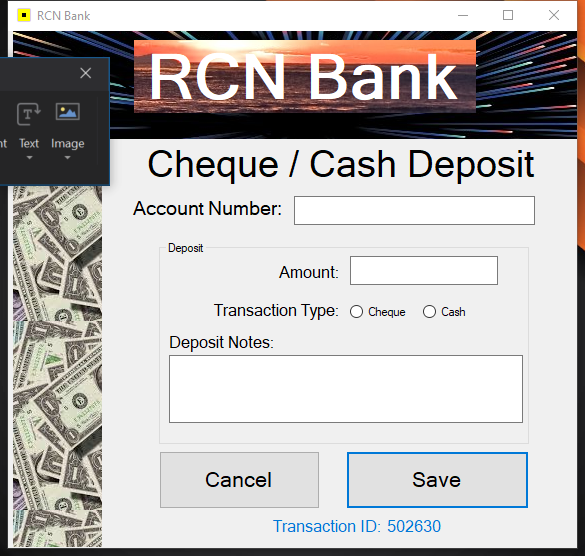 RCN Bank
RCN Bank
Text
Image
Cheque / Cash Deposit
Account Number:
Deposit
Amount:
Transaction Type: Cheque Cash
Deposit Notes:
Cancel Save
Transaction ID: 502630